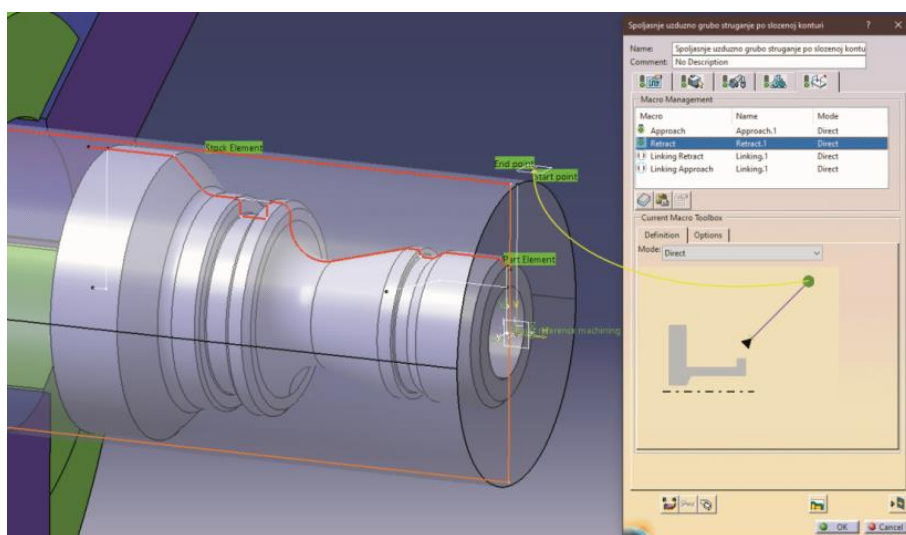 Spoljasnje uzduzno grubo struganje po slozenoj konturi ? X
Name: Spoljasnje uzduzno grubo struganje po slozenoj kontu
Comment: No Description
Macro Management
Macro Name Mode
Approach Approach.1 Direct
Retract Retract.1 Direct
Linking Retract Linking.1 Direct
Linking Approach Linking.1 Direct
Current Macro Toolbox
Definition Options
Mode: Direct
OK Cancel
Stock Element
End point
Start point
Part Element
reference machining